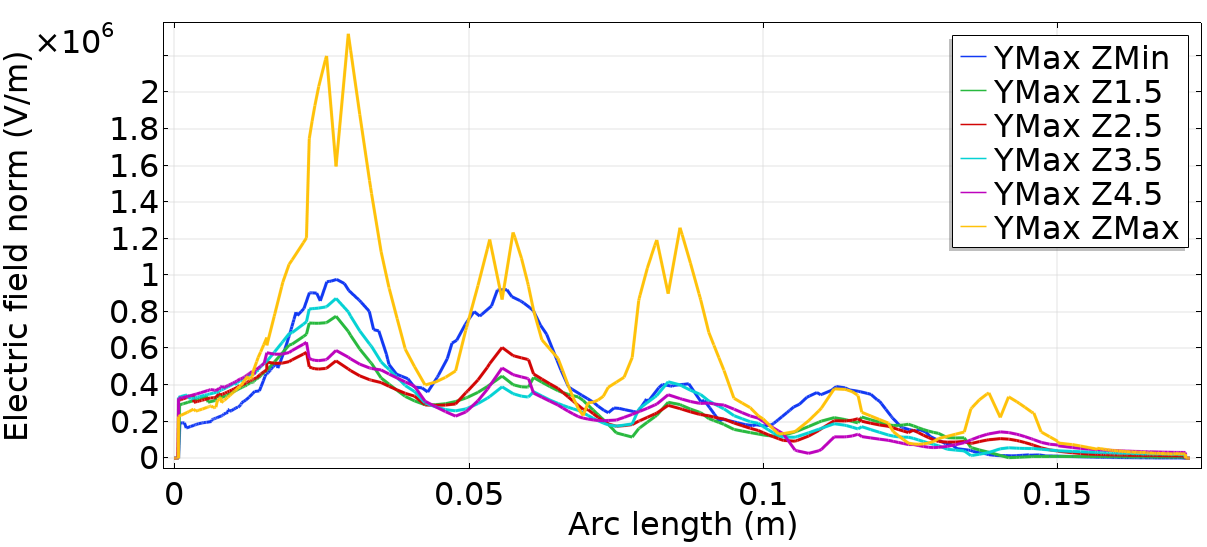 ×10⁶
Electric field norm (V/m)
2
1.8
1.6
1.4
1.2
1
0.8
0.6
0.4
0.2
0
0
0.05
0.1
0.15
Arc length (m)
YMax ZMin
YMax Z1.5
YMax Z2.5
YMax Z3.5
YMax Z4.5
YMax ZMax